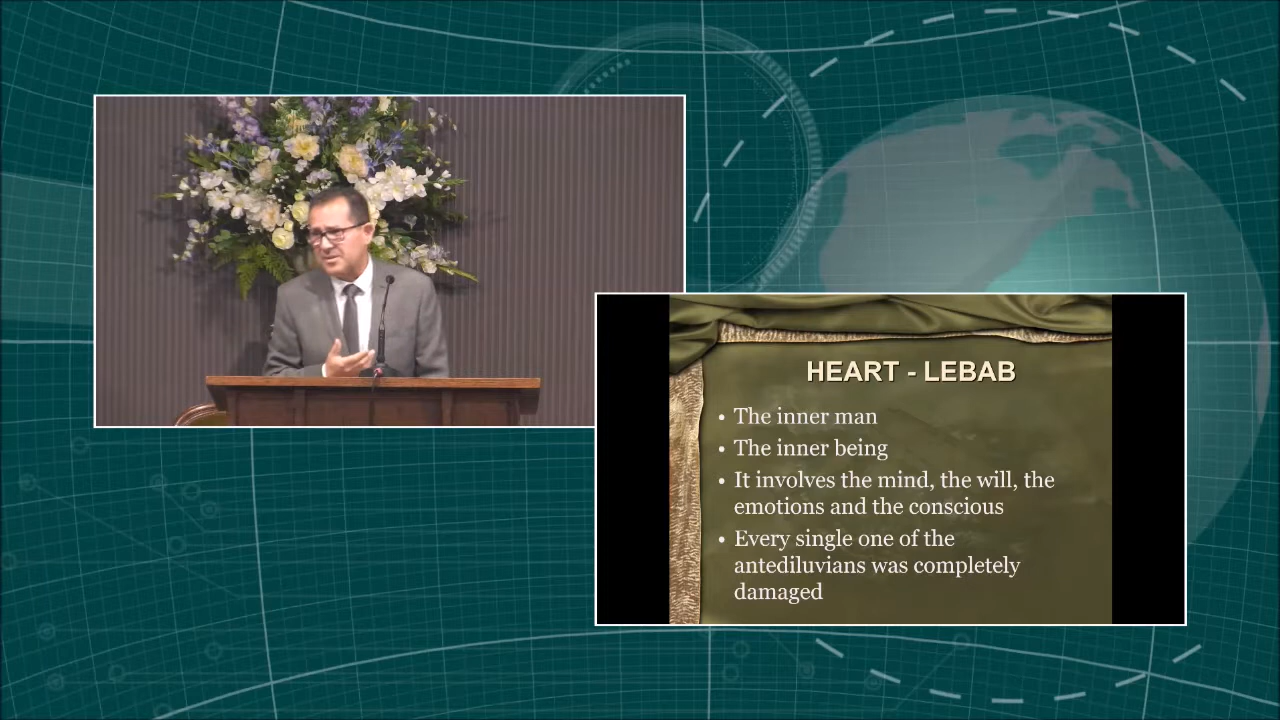 HEART - LEBAB
• The inner man
• The inner being
• It involves the mind, the will, the
emotions and the conscious
• Every single one of the
antediluvians was completely
damaged